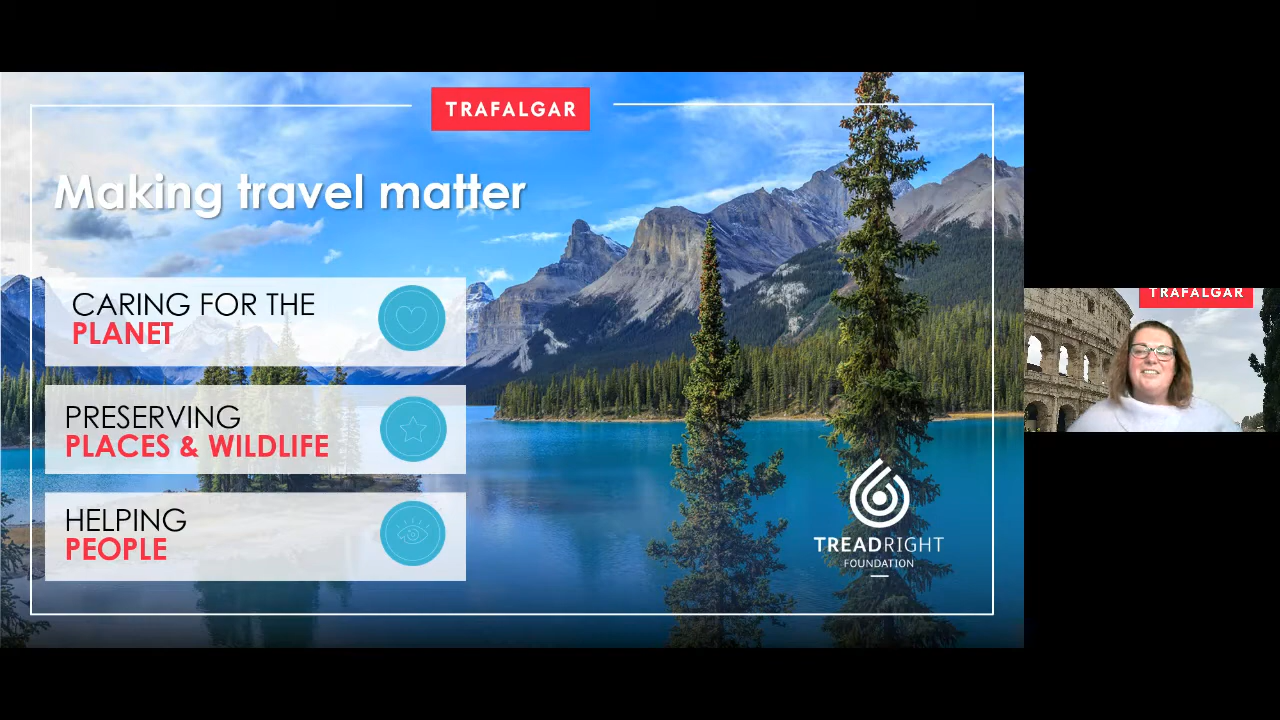 TRAFALGAR
Making travel matter
CARING FOR THE
PLANET
PRESERVING
PLACES & WILDLIFE
HELPING
PEOPLE
TREADRIGHT
FOUNDATION
TRAFALGAR